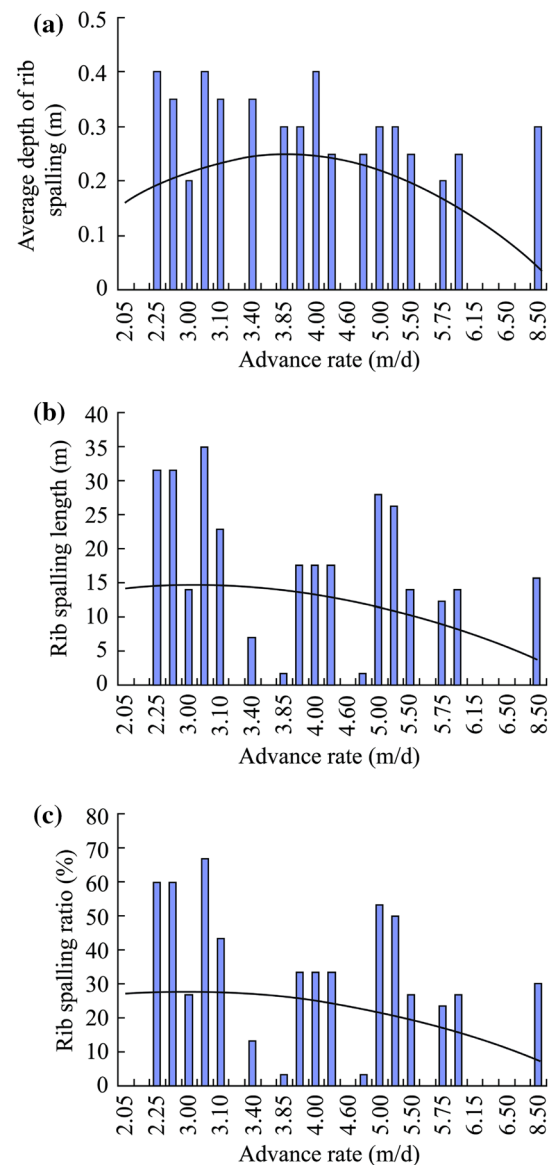 (a)
Average depth of rib
spalling (m)
0.5
0.4
0.3
0.2
0.1
0
2.05 2.25 3.00 3.10 3.40 3.85 4.00 4.60 5.00 5.50 5.75 6.15 6.50 8.50
Advance rate (m/d)
(b)
Rib spalling length (m)
40
35
30
25
20
15
10
5
0
2.05 2.25 3.00 3.10 3.40 3.85 4.00 4.60 5.00 5.50 5.75 6.15 6.50 8.50
Advance rate (m/d)
(c)
Rib spalling ratio (%)
80
70
60
50
40
30
20
10
0
2.05 2.25 3.00 3.10 3.40 3.85 4.00 4.60 5.00 5.50 5.75 6.15 6.50 8.50
Advance rate (m/d)